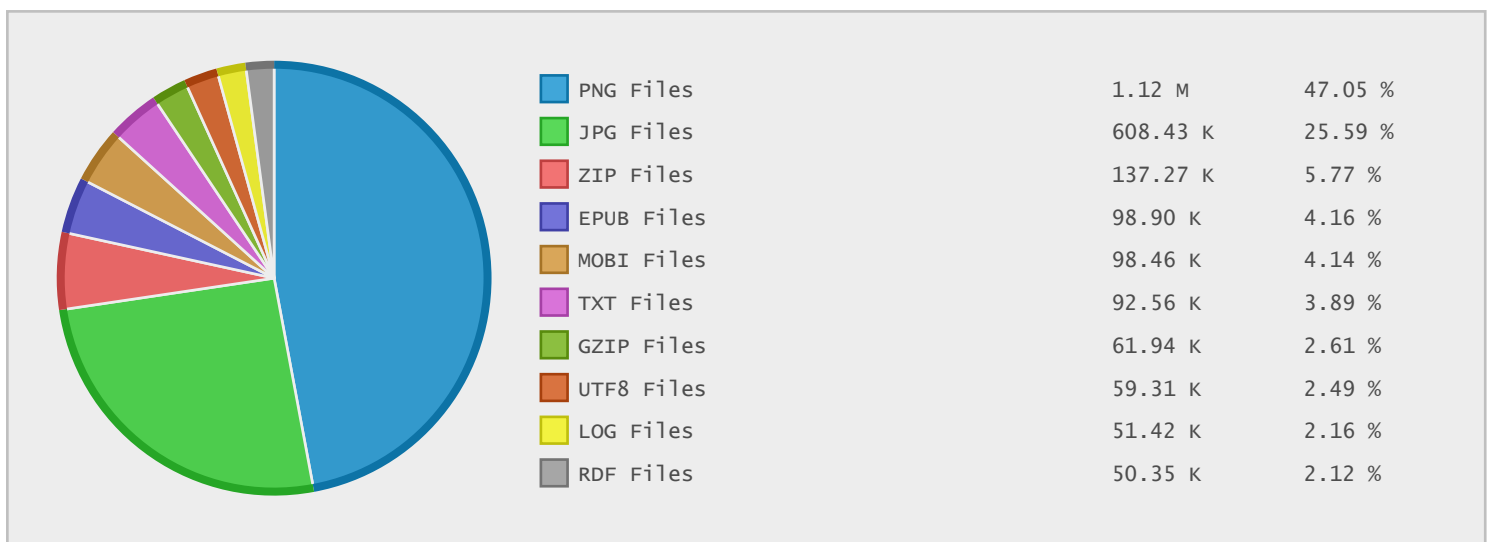 PNG Files 1.12 M 47.05 %
JPG Files 608.43 K 25.59 %
ZIP Files 137.27 K 5.77 %
EPUB Files 98.90 K 4.16 %
MOBI Files 98.46 K 4.14 %
TXT Files 92.56 K 3.89 %
GZIP Files 61.94 K 2.61 %
UTF8 Files 59.31 K 2.49 %
LOG Files 51.42 K 2.16 %
RDF Files 50.35 K 2.12 %